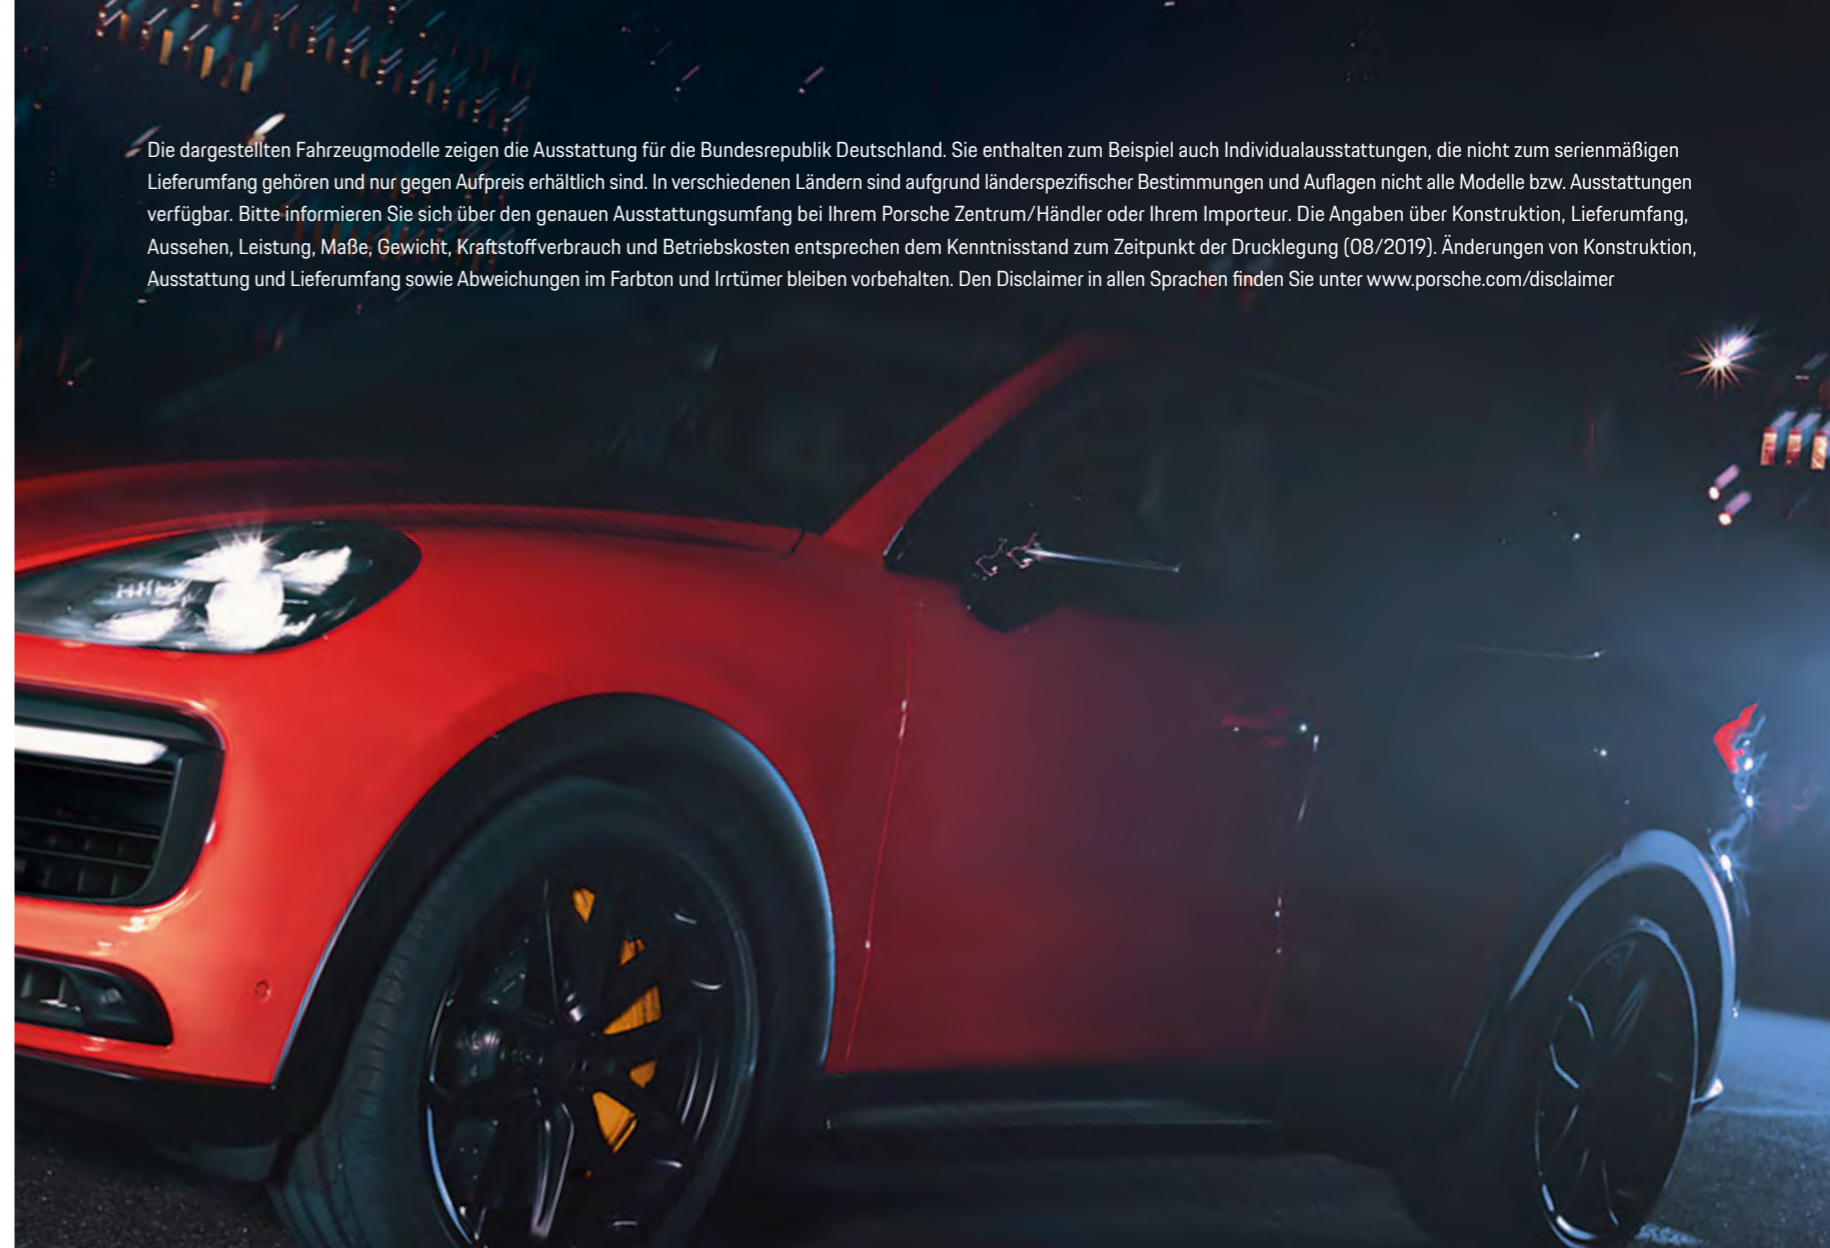 Die dargestellten Fahrzeugmodelle zeigen die Ausstattung für die Bundesrepublik Deutschland. Sie enthalten zum Beispiel auch Individualausstattungen, die nicht zum serienmäßigen
Lieferumfang gehören und nur gegen Aufpreis erhältlich sind. In verschiedenen Ländern sind aufgrund länderspezifischer Bestimmungen und Auflagen nicht alle Modelle bzw. Ausstattungen
verfügbar. Bitte informieren Sie sich über den genauen Ausstattungsumfang bei Ihrem Porsche Zentrum/Händler oder Ihrem Importeur. Die Angaben über Konstruktion, Lieferumfang,
Aussehen, Leistung, Maße, Gewicht, Kraftstoffverbrauch und Betriebskosten entsprechen dem Kenntnisstand zum Zeitpunkt der Drucklegung (08/2019). Änderungen von Konstruktion,
Ausstattung und Lieferumfang sowie Abweichungen im Farbton und Irrtümer bleiben vorbehalten. Den Disclaimer in allen Sprachen finden Sie unter www.porsche.com/disclaimer